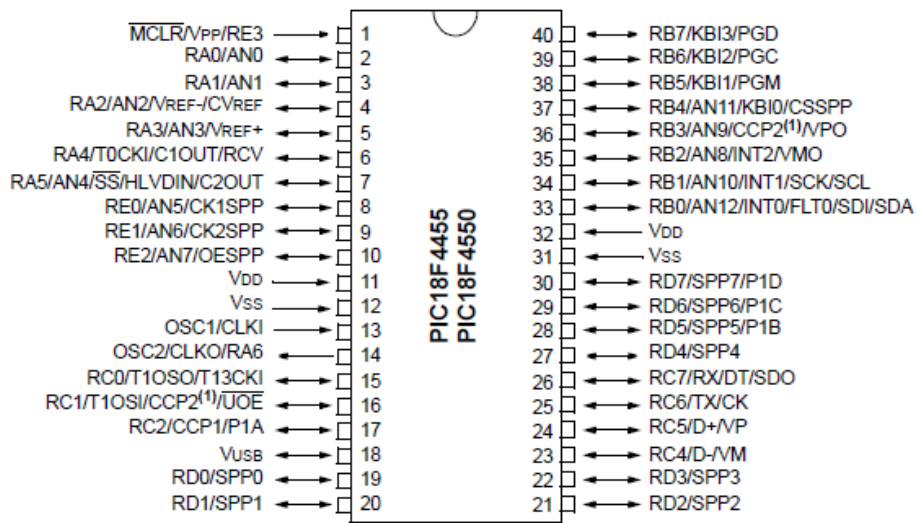 MCLR/VPP/RE3 1
RA0/AN0 2
RA1/AN1 3
RA2/AN2/VREF-/CVREF 4
RA3/AN3/VREF+ 5
RA4/T0CKI/C1OUT/RCV 6
RA5/AN4/SS/HLVDIN/C2OUT 7
RE0/AN5/CK1SPP 8
RE1/AN6/CK2SPP 9
RE2/AN7/OESPP 10
VDD 11
VSS 12
OSC1/CLKI 13
OSC2/CLKO/RA6 14
RC0/T1OSO/T13CKI 15
RC1/T1OSI/CCP2(1)/UOE 16
RC2/CCP1/P1A 17
VUSB 18
RD0/SPP0 19
RD1/SPP1 20
PIC18F4455
PIC18F4550
40 RB7/KBI3/PGD
39 RB6/KBI2/PGC
38 RB5/KBI1/PGM
37 RB4/AN11/KBI0/CSSPP
36 RB3/AN9/CCP2(1)/VPO
35 RB2/AN8/INT2/VMO
34 RB1/AN10/INT1/SCK/SCL
33 RB0/AN12/INT0/FLT0/SDI/SDA
32 VDD
31 VSS
30 RD7/SPP7/P1D
29 RD6/SPP6/P1C
28 RD5/SPP5/P1B
27 RD4/SPP4
26 RC7/RX/DT/SDO
25 RC6/TX/CK
24 RC5/D+/VP
23 RC4/D-/VM
22 RD3/SPP3
21 RD2/SPP2